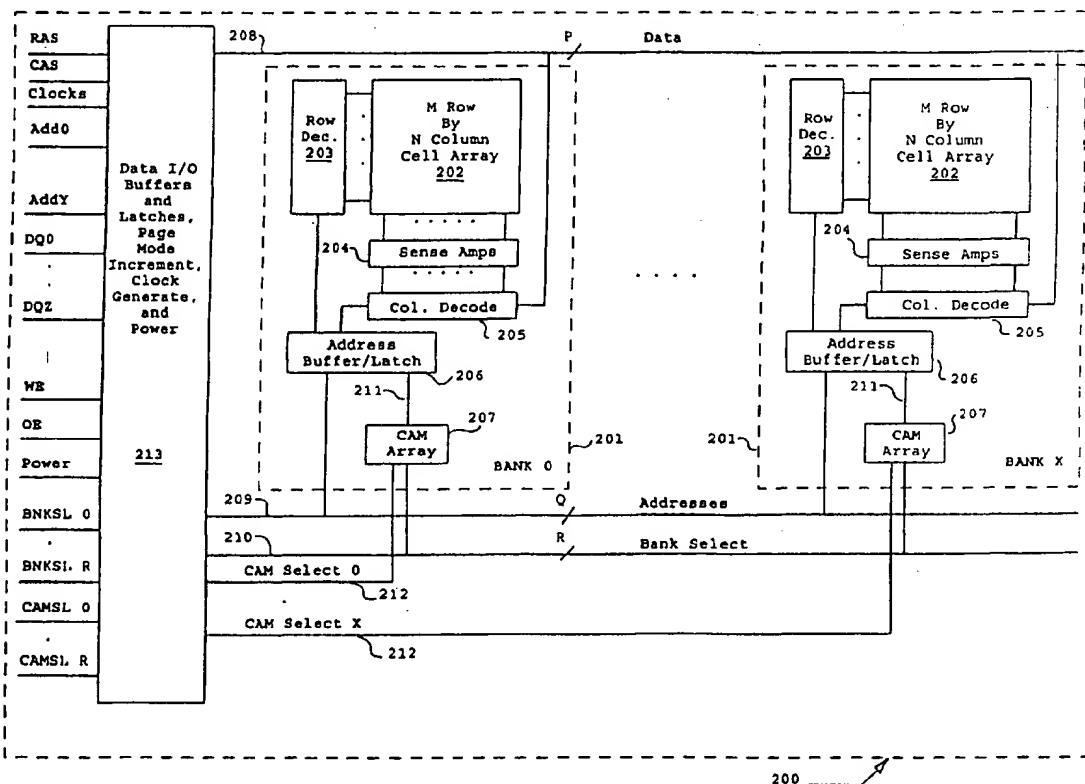 RAS
CAS
Clocks
Add0
AddY
DQ0
DQZ
WE
OE
Power
BNKSL 0
BNKSL R
CAMSL 0
CAMSL R
Data I/O
Buffers
and
Latches,
Page
Mode
Increment,
Clock
Generate,
and
Power
213
208
P
Data
Row
Dec.
203
M Row
By
N Column
Cell Array
202
204
Sense Amps
Col. Decode
205
Address
Buffer/Latch
206
211
207
CAM
Array
201
BANK 0
Row
Dec.
203
M Row
By
N Column
Cell Array
202
204
Sense Amps
Col. Decode
205
Address
Buffer/Latch
206
211
207
CAM
Array
201
BANK X
209
Q
Addresses
210
R
Bank Select
CAM Select 0
212
CAM Select X
212
200